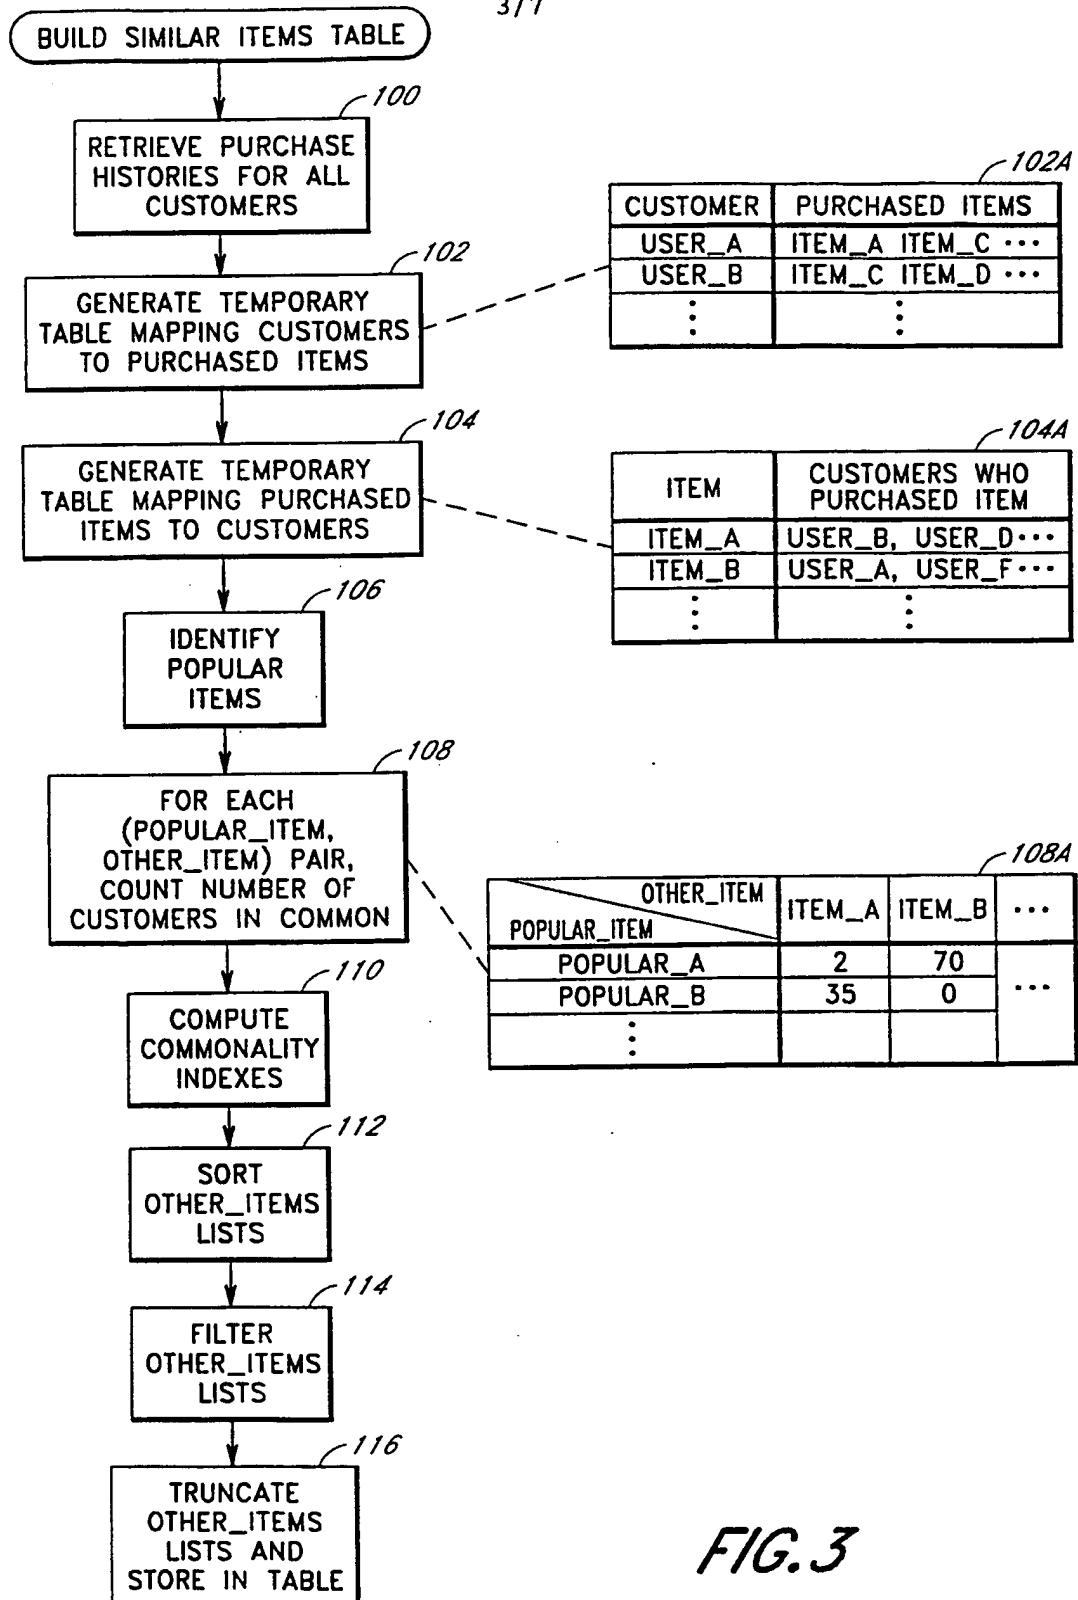 3/7
BUILD SIMILAR ITEMS TABLE
100
RETRIEVE PURCHASE
HISTORIES FOR ALL
CUSTOMERS
102
GENERATE TEMPORARY
TABLE MAPPING CUSTOMERS
TO PURCHASED ITEMS
102A
CUSTOMER PURCHASED ITEMS
USER_A ITEM_A ITEM_C ···
USER_B ITEM_C ITEM_D ···
104
GENERATE TEMPORARY
TABLE MAPPING PURCHASED
ITEMS TO CUSTOMERS
104A
ITEM
CUSTOMERS WHO
PURCHASED ITEM
ITEM_A USER_B, USER_D···
ITEM_B USER_A, USER_F···
106
IDENTIFY
POPULAR
ITEMS
108
FOR EACH
(POPULAR_ITEM,
OTHER_ITEM) PAIR,
COUNT NUMBER OF
CUSTOMERS IN COMMON
108A
OTHER_ITEM
POPULAR_ITEM
ITEM_A ITEM_B ···
POPULAR_A 2 70
POPULAR_B 35 0 ···
110
COMPUTE
COMMONALITY
INDEXES
112
SORT
OTHER_ITEMS
LISTS
114
FILTER
OTHER_ITEMS
LISTS
116
TRUNCATE
OTHER_ITEMS
LISTS AND
STORE IN TABLE
FIG. 3